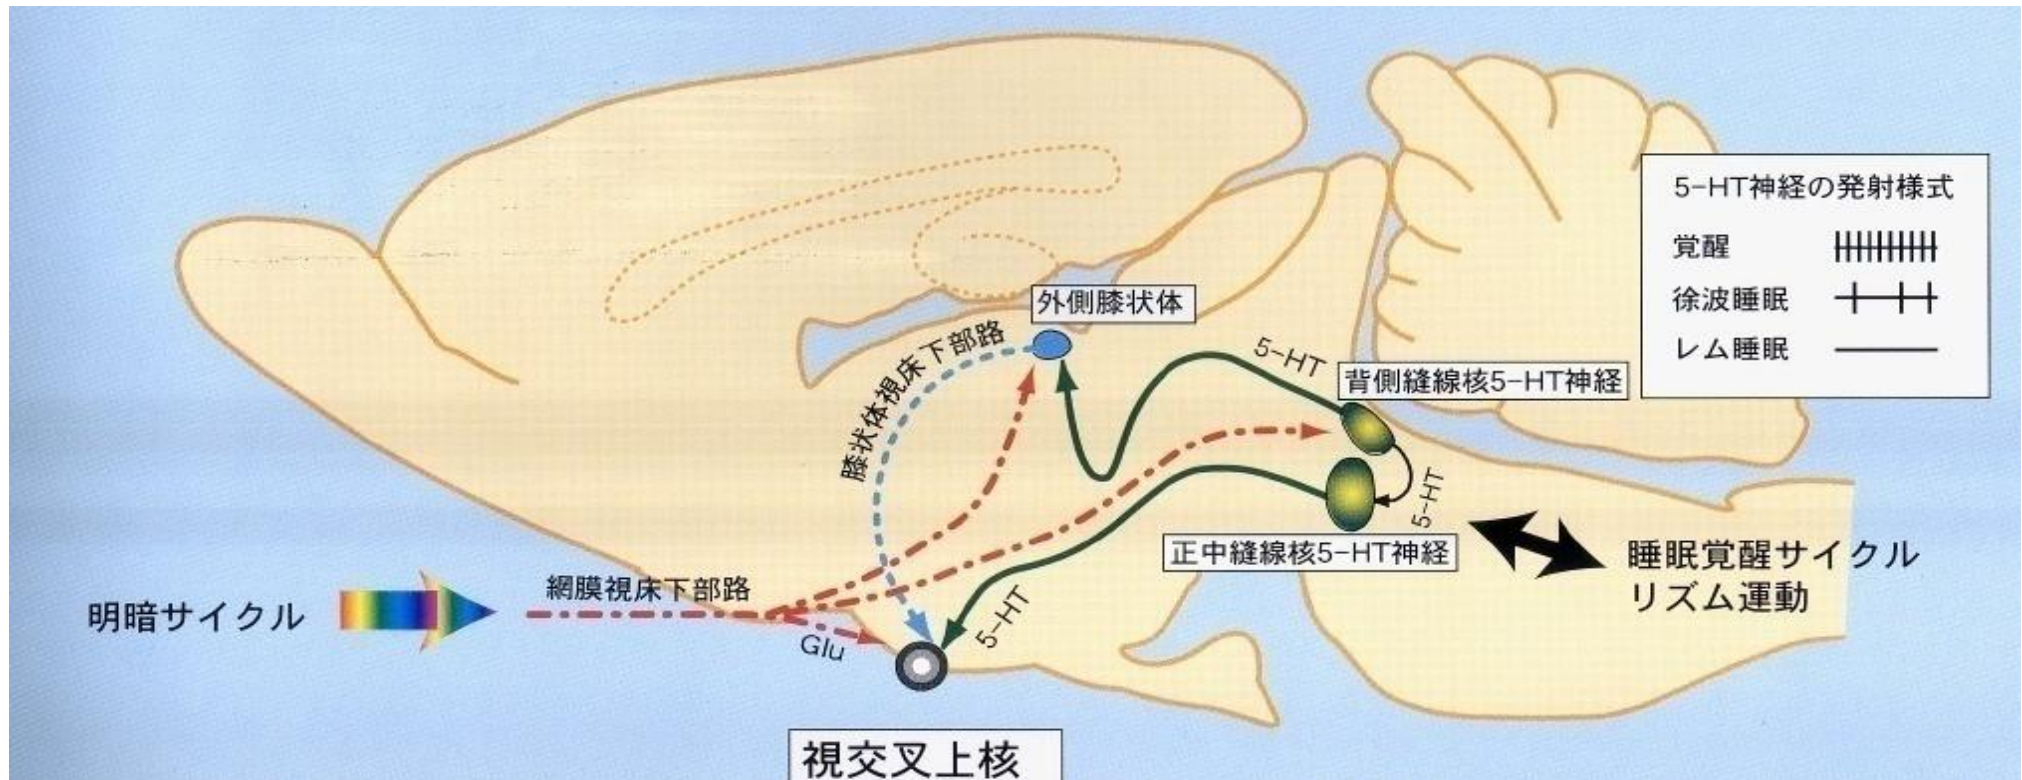 5-HT神経の発射様式
覚醒
徐波睡眠
レム睡眠
外側膝状体
膝状体視床下部路
5-HT
背側縫線核5-HT神経
5-HT
正中縫線核5-HT神経
睡眠覚醒サイクル
リズム運動
網膜視床下部路
明暗サイクル
Glu
5-HT
視交叉上核